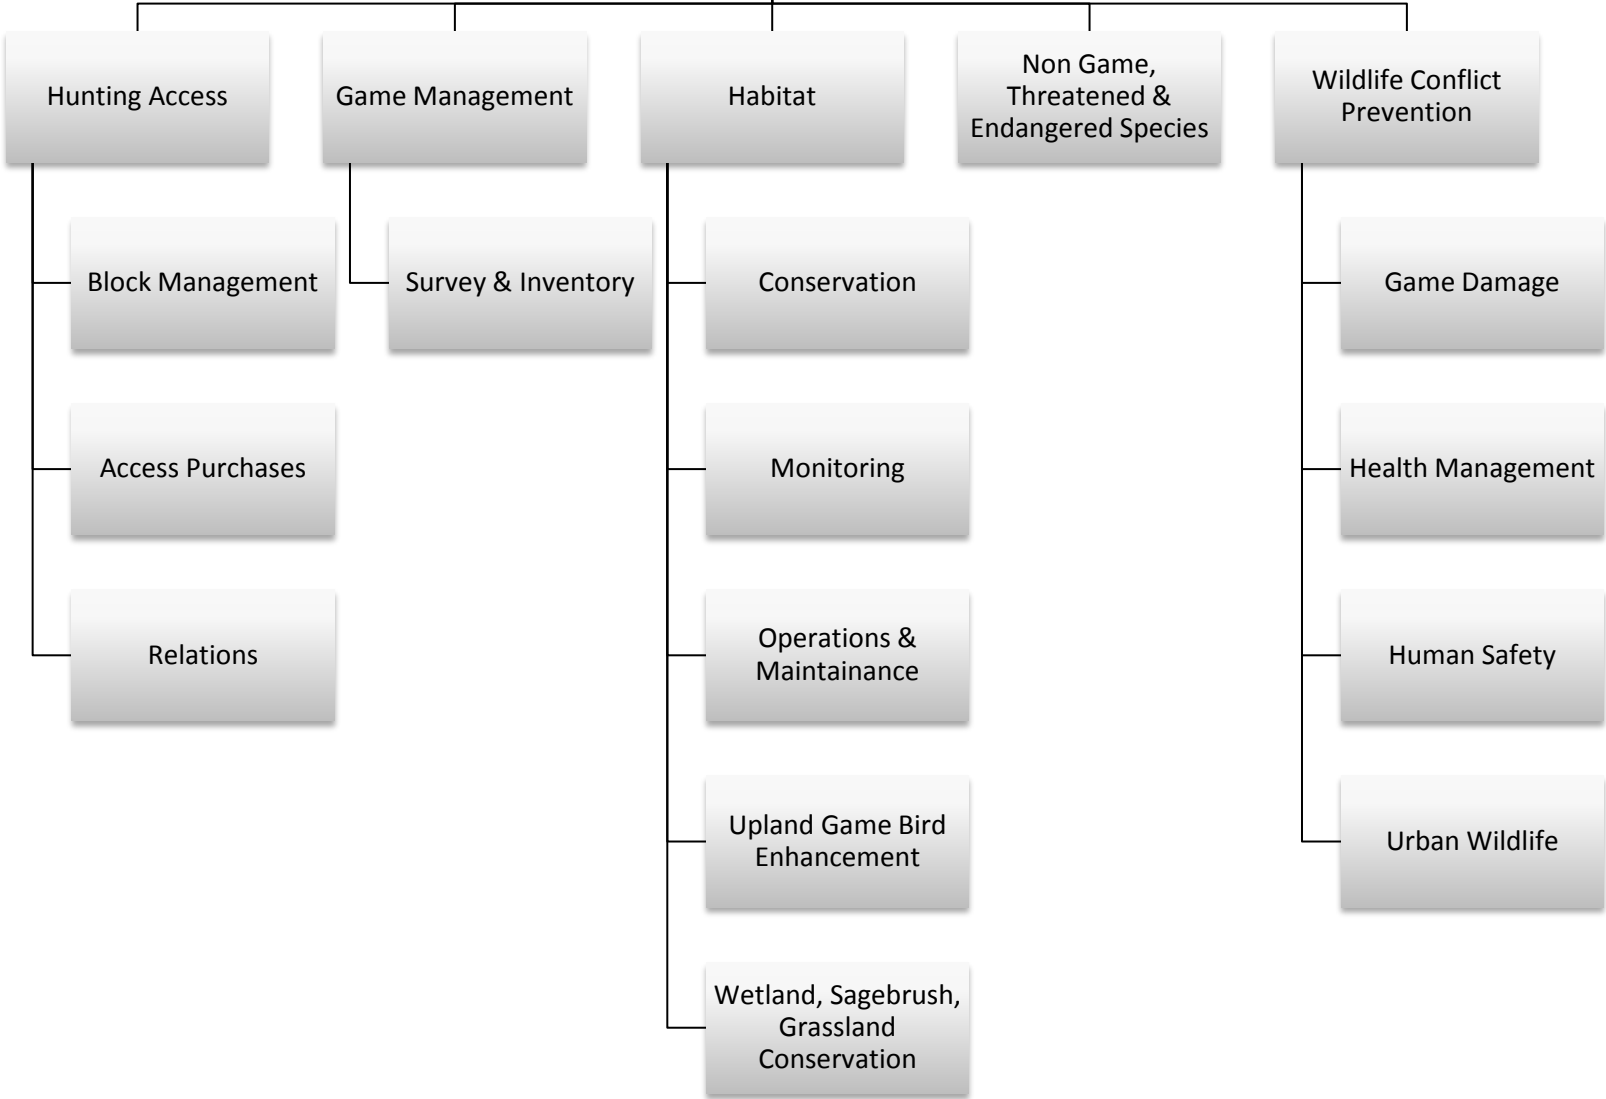 Hunting Access
Game Management
Habitat
Non Game,
Threatened &
Endangered Species
Wildlife Conflict
Prevention
Block Management
Access Purchases
Relations
Survey & Inventory
Conservation
Monitoring
Operations &
Maintainance
Upland Game Bird
Enhancement
Wetland, Sagebrush,
Grassland
Conservation
Game Damage
Health Management
Human Safety
Urban Wildlife